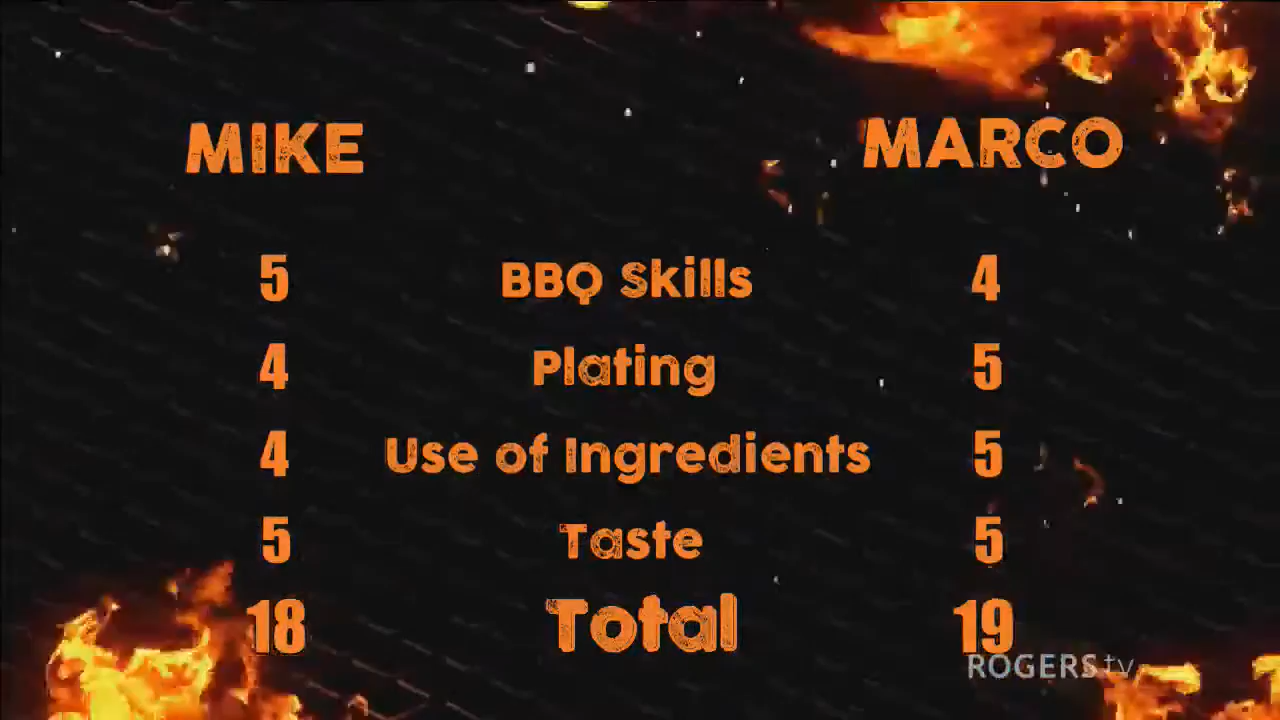 MIKE MARCO
5 BBQ Skills 4
4 Plating 5
4 Use of Ingredients 5
5 Taste 5
18 Total 19
ROGERS tv